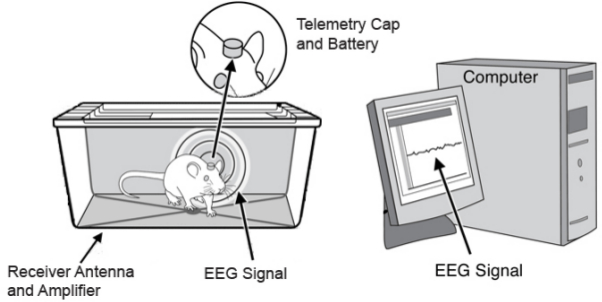 Telemetry Cap
and Battery
Computer
Receiver Antenna
and Amplifier
EEG Signal
EEG Signal